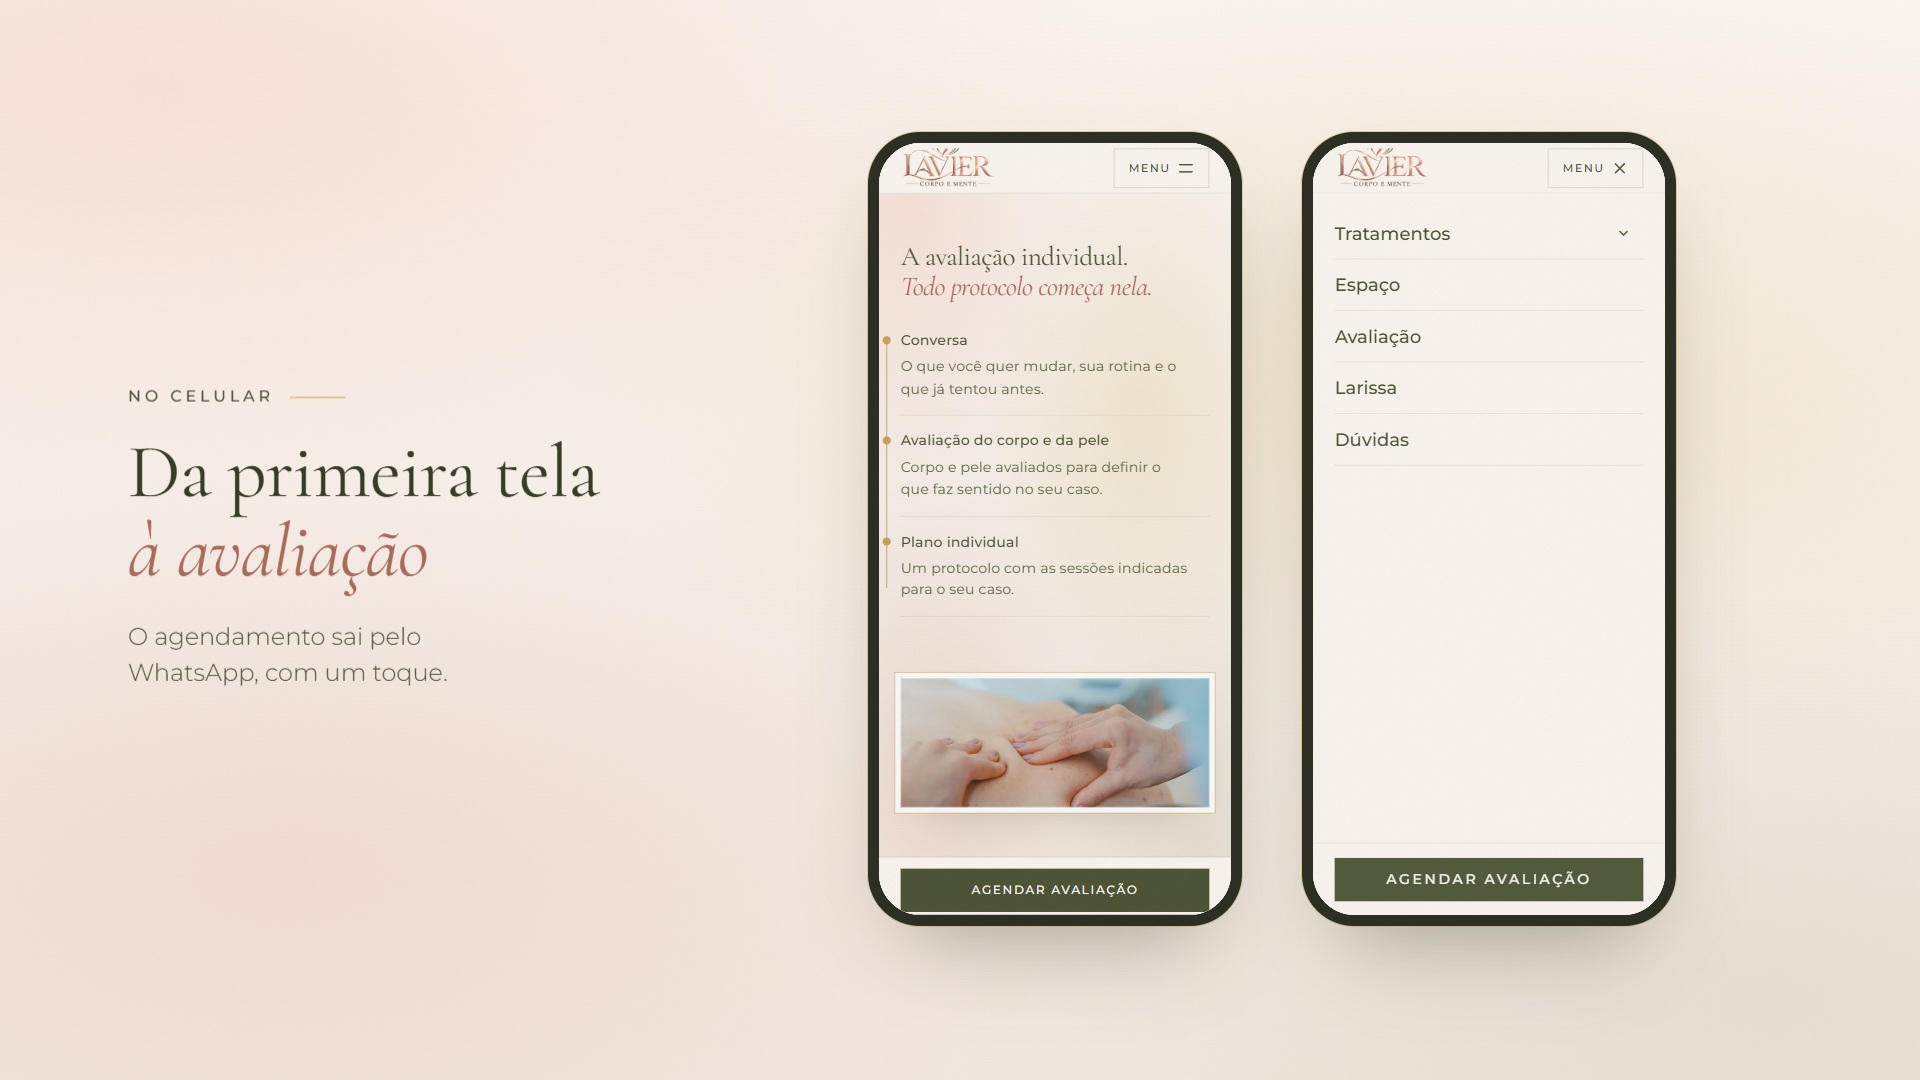 NO CELULAR
Da primeira tela
à avaliação
O agendamento sai pelo
WhatsApp, com um toque.
LAVIER
CORPO E MENTE
MENU
A avaliação individual.
Todo protocolo começa nela.
Conversa
O que você quer mudar, sua rotina e o
que já tentou antes.
Avaliação do corpo e da pele
Corpo e pele avaliados para definir o
que faz sentido no seu caso.
Plano individual
Um protocolo com as sessões indicadas
para o seu caso.
AGENDAR AVALIAÇÃO
LAVIER
CORPO E MENTE
MENU
Tratamentos
Espaço
Avaliação
Larissa
Dúvidas
AGENDAR AVALIAÇÃO